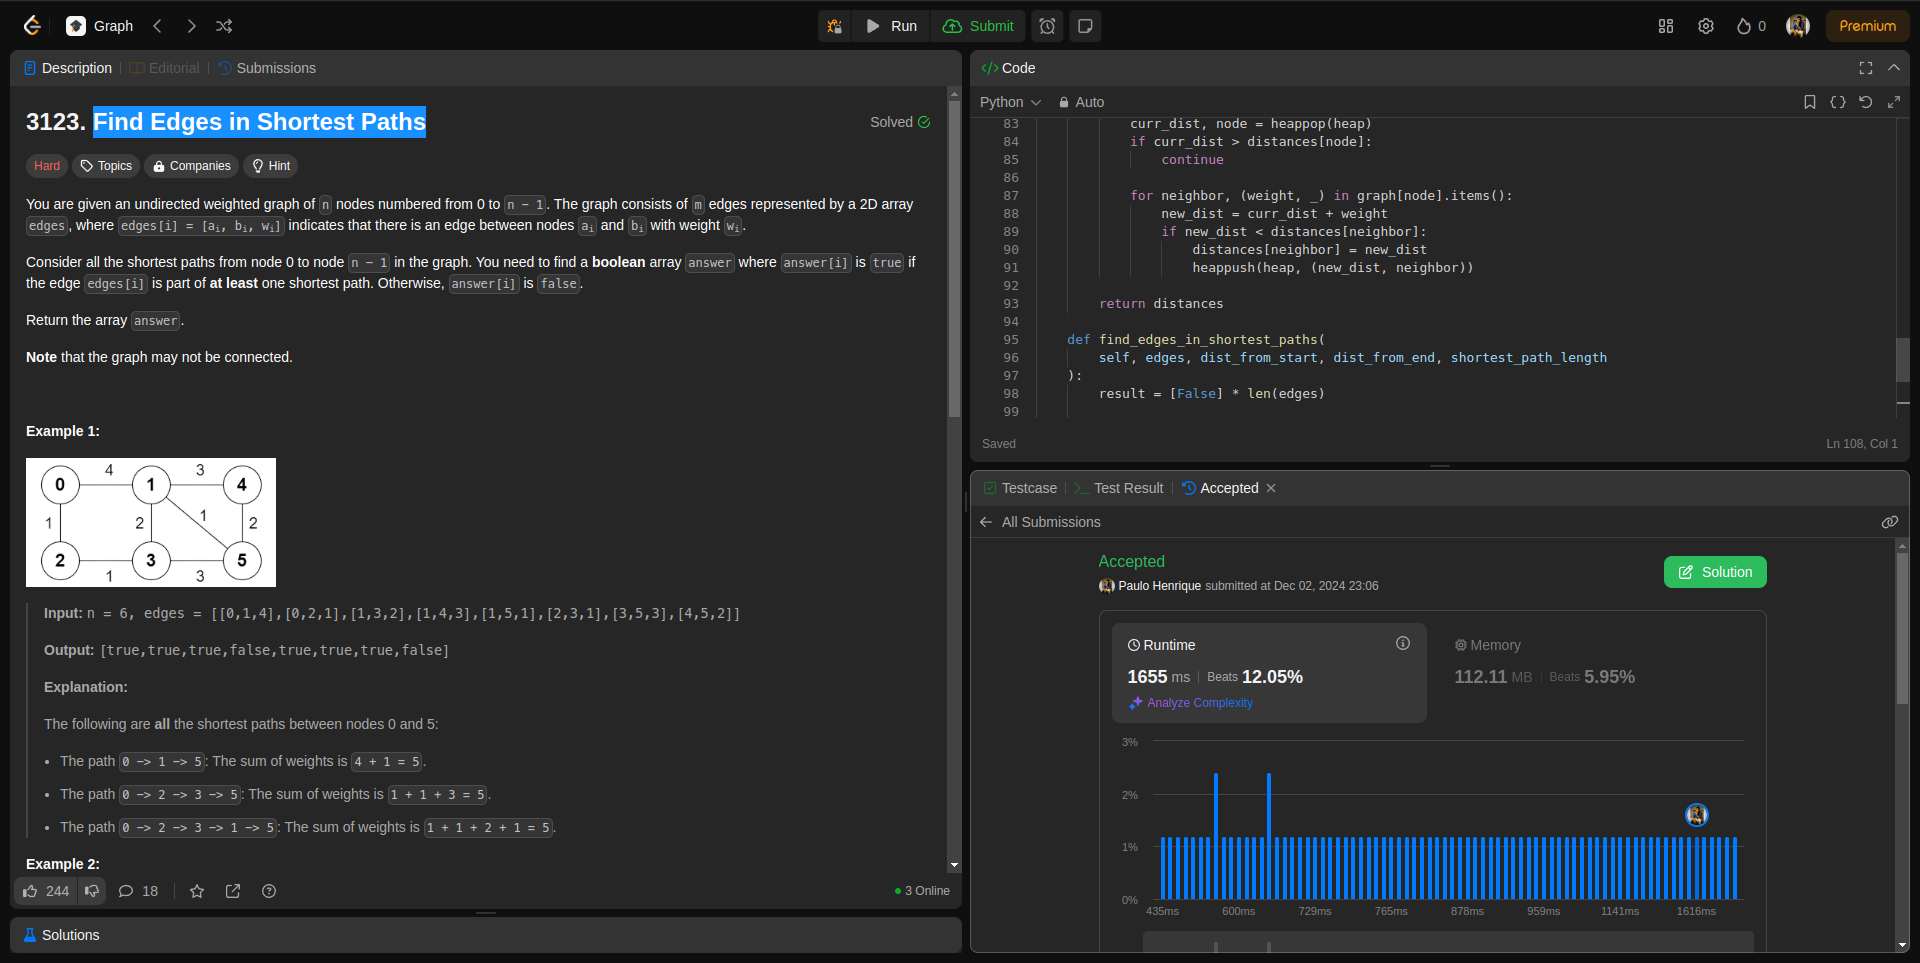 Graph
Run
Submit
0
Premium
Description
Editorial
Submissions
3123. Find Edges in Shortest Paths
Solved
Hard
Topics
Companies
Hint
You are given an undirected weighted graph of n nodes numbered from 0 to n - 1. The graph consists of m edges represented by a 2D array
edges, where edges[i] = [ai, bi, wi] indicates that there is an edge between nodes ai and bi with weight wi.
Consider all the shortest paths from node 0 to node n - 1 in the graph. You need to find a boolean array answer where answer[i] is true if
the edge edges[i] is part of at least one shortest path. Otherwise, answer[i] is false.
Return the array answer.
Note that the graph may not be connected.
Example 1:
4 3
0 1 4
1 2 1 2
2 3 5
1 3
Input: n = 6, edges = [[0,1,4],[0,2,1],[1,3,2],[1,4,3],[1,5,1],[2,3,1],[3,5,3],[4,5,2]]
Output: [true,true,true,false,true,true,true,false]
Explanation:
The following are all the shortest paths between nodes 0 and 5:
• The path 0 -> 1 -> 5: The sum of weights is 4 + 1 = 5.
• The path 0 -> 2 -> 3 -> 5: The sum of weights is 1 + 1 + 3 = 5.
• The path 0 -> 2 -> 3 -> 1 -> 5: The sum of weights is 1 + 1 + 2 + 1 = 5.
Example 2:
244
18
3 Online
Solutions
</> Code
Python
Auto
83 curr_dist, node = heappop(heap)
84 if curr_dist > distances[node]:
85 continue
86
87 for neighbor, (weight, _) in graph[node].items():
88 new_dist = curr_dist + weight
89 if new_dist < distances[neighbor]:
90 distances[neighbor] = new_dist
91 heappush(heap, (new_dist, neighbor))
92
93 return distances
94
95 def find_edges_in_shortest_paths(
96 self, edges, dist_from_start, dist_from_end, shortest_path_length
97 ):
98 result = [False] * len(edges)
99
Saved
Ln 108, Col 1
Testcase
Test Result
Accepted
All Submissions
Accepted
Paulo Henrique submitted at Dec 02, 2024 23:06
Solution
Runtime
1655 ms | Beats 12.05%
Analyze Complexity
Memory
112.11 MB | Beats 5.95%
3%
2%
1%
0%
435ms 600ms 729ms 765ms 878ms 959ms 1141ms 1616ms